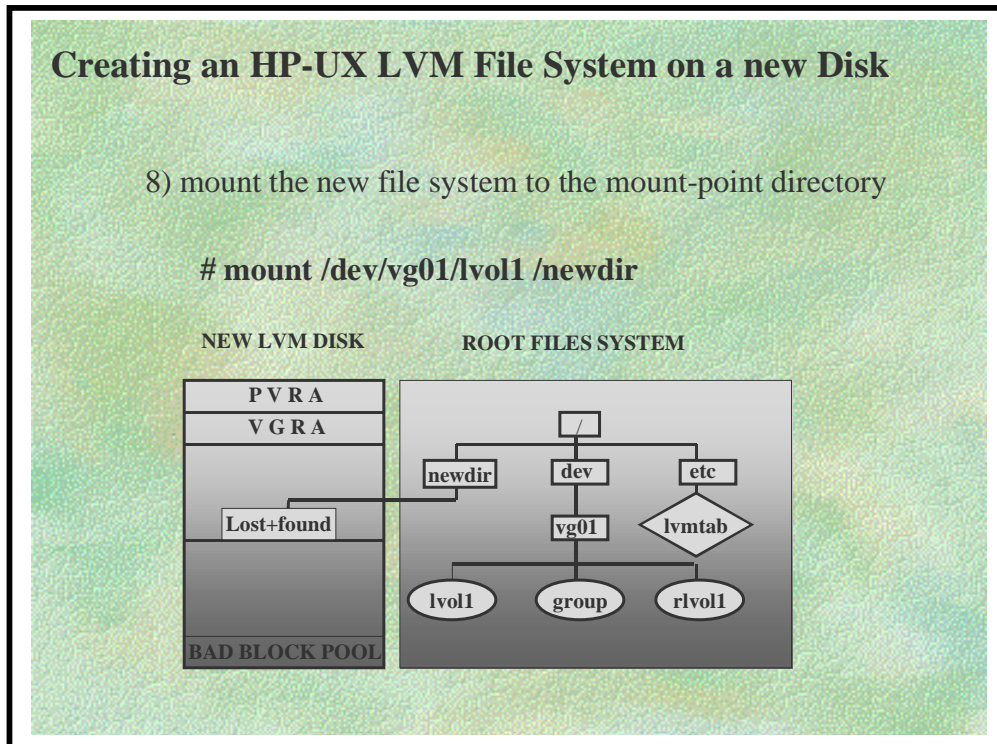 Creating an HP-UX LVM File System on a new Disk
8) mount the new file system to the mount-point directory
# mount /dev/vg01/lvol1 /newdir
NEW LVM DISK
ROOT FILES SYSTEM
P V R A
V G R A
Lost+found
BAD BLOCK POOL
/
newdir
dev
etc
vg01
lvmtab
lvol1
group
rlvol1